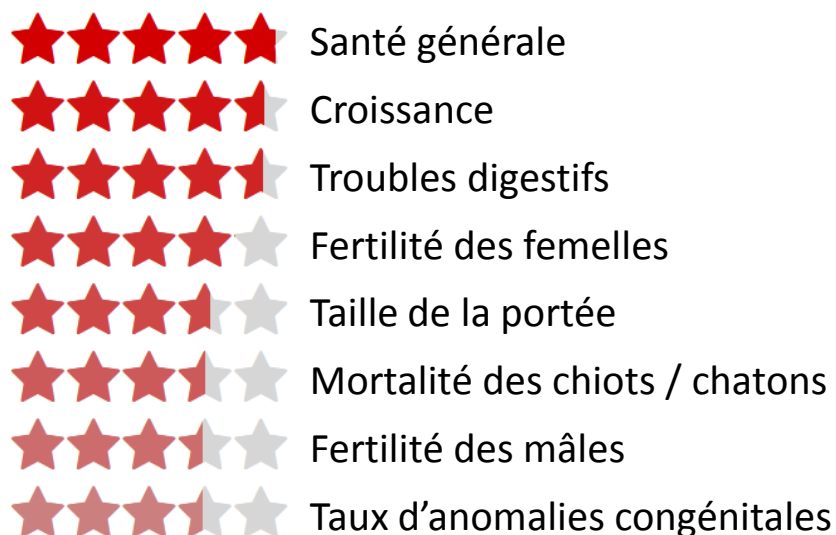 Santé générale
Croissance
Troubles digestifs
Fertilité des femelles
Taille de la portée
Mortalité des chiots / chatons
Fertilité des mâles
Taux d’anomalies congénitales